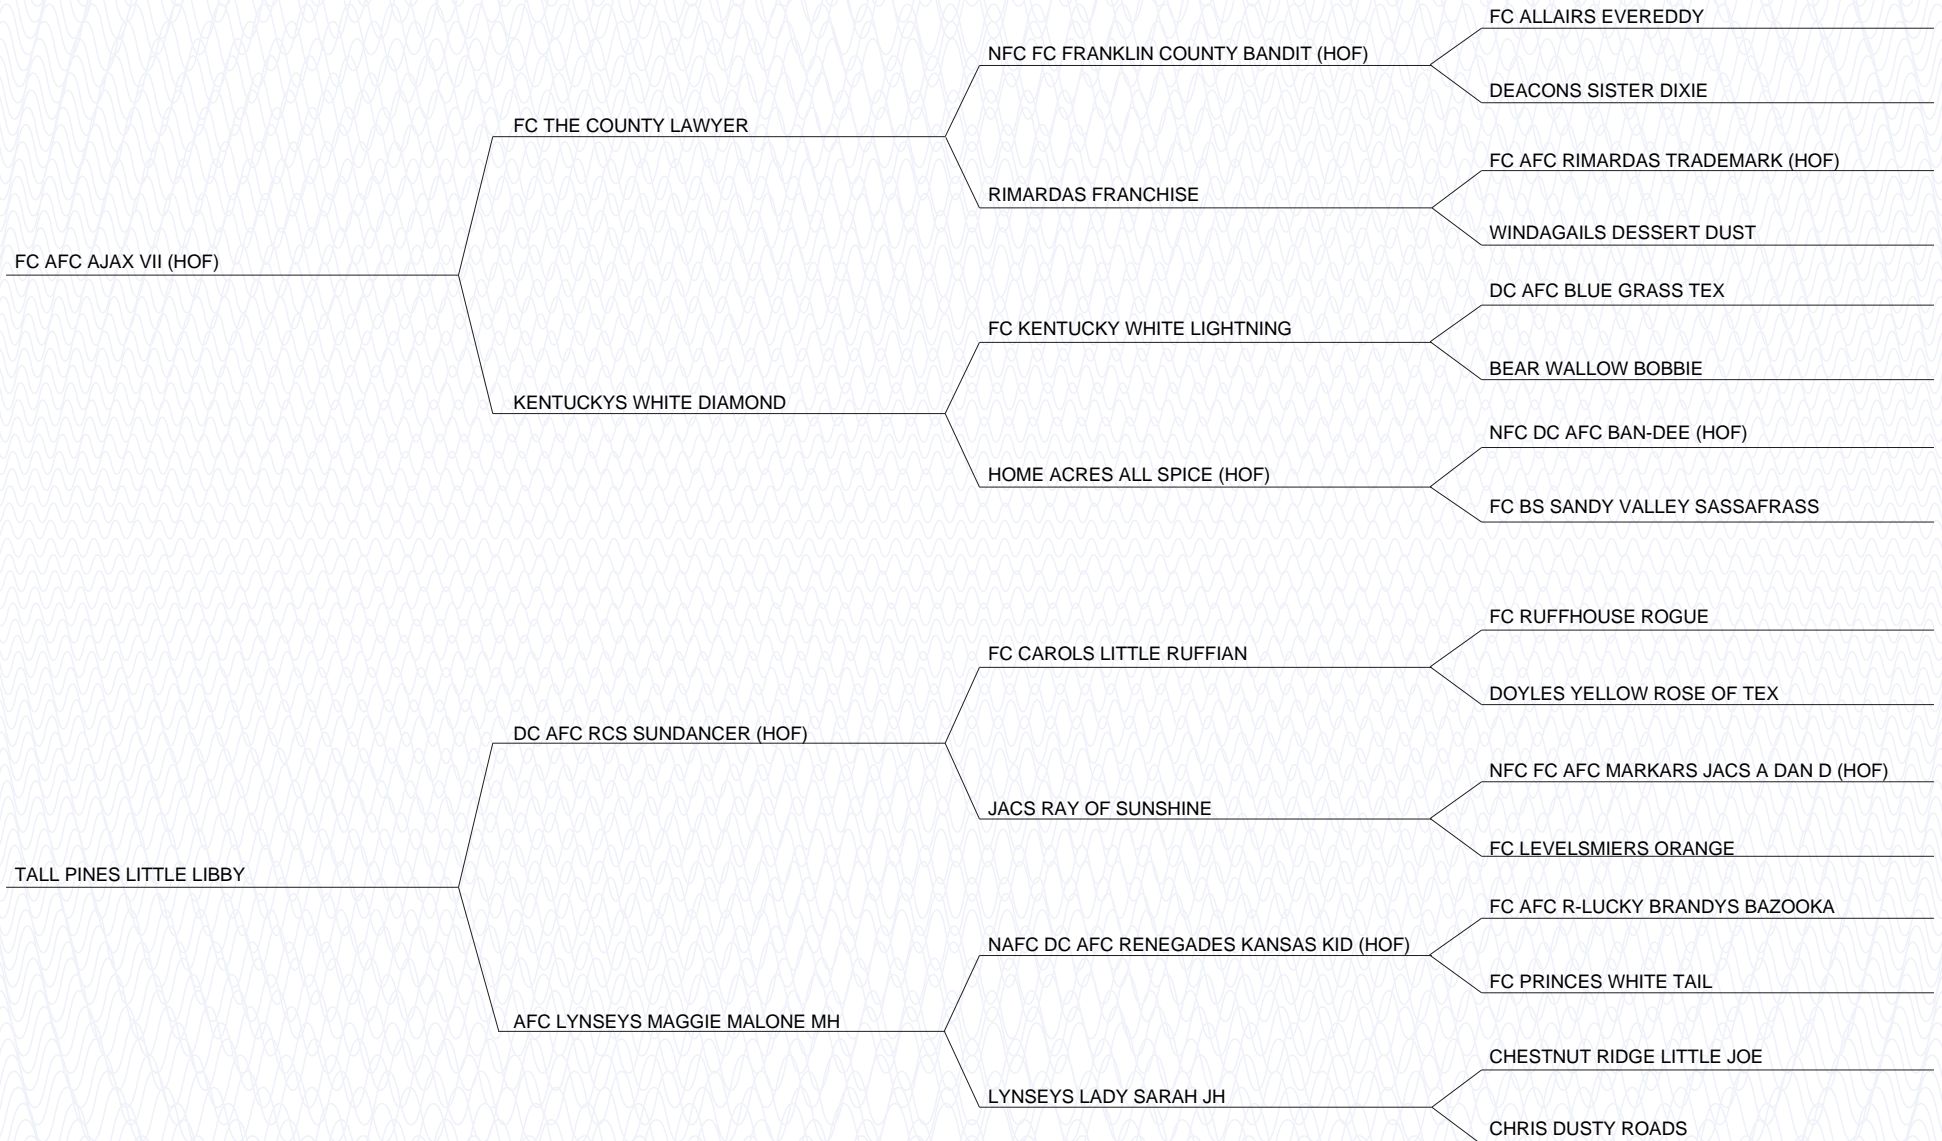 FC ALLAIRS EVEREDDY
NFC FC FRANKLIN COUNTY BANDIT (HOF)
DEACONS SISTER DIXIE
FC THE COUNTY LAWYER
FC AFC RIMARDAS TRADEMARK (HOF)
RIMARDAS FRANCHISE
WINDAGAILS DESSERT DUST
FC AFC AJAX VII (HOF)
DC AFC BLUE GRASS TEX
FC KENTUCKY WHITE LIGHTNING
BEAR WALLOW BOBBIE
KENTUCKYS WHITE DIAMOND
NFC DC AFC BAN-DEE (HOF)
HOME ACRES ALL SPICE (HOF)
FC BS SANDY VALLEY SASSAFRASS
FC RUFFHOUSE ROGUE
FC CAROLS LITTLE RUFFIAN
DOYLES YELLOW ROSE OF TEX
DC AFC RCS SUNDANCER (HOF)
NFC FC AFC MARKARS JACS A DAN D (HOF)
JACS RAY OF SUNSHINE
FC LEVELSMIERS ORANGE
TALL PINES LITTLE LIBBY
FC AFC R-LUCKY BRANDYS BAZOOKA
NAFC DC AFC RENEGADES KANSAS KID (HOF)
FC PRINCES WHITE TAIL
AFC LYNSEYS MAGGIE MALONE MH
CHESTNUT RIDGE LITTLE JOE
LYNSEYS LADY SARAH JH
CHRIS DUSTY ROADS